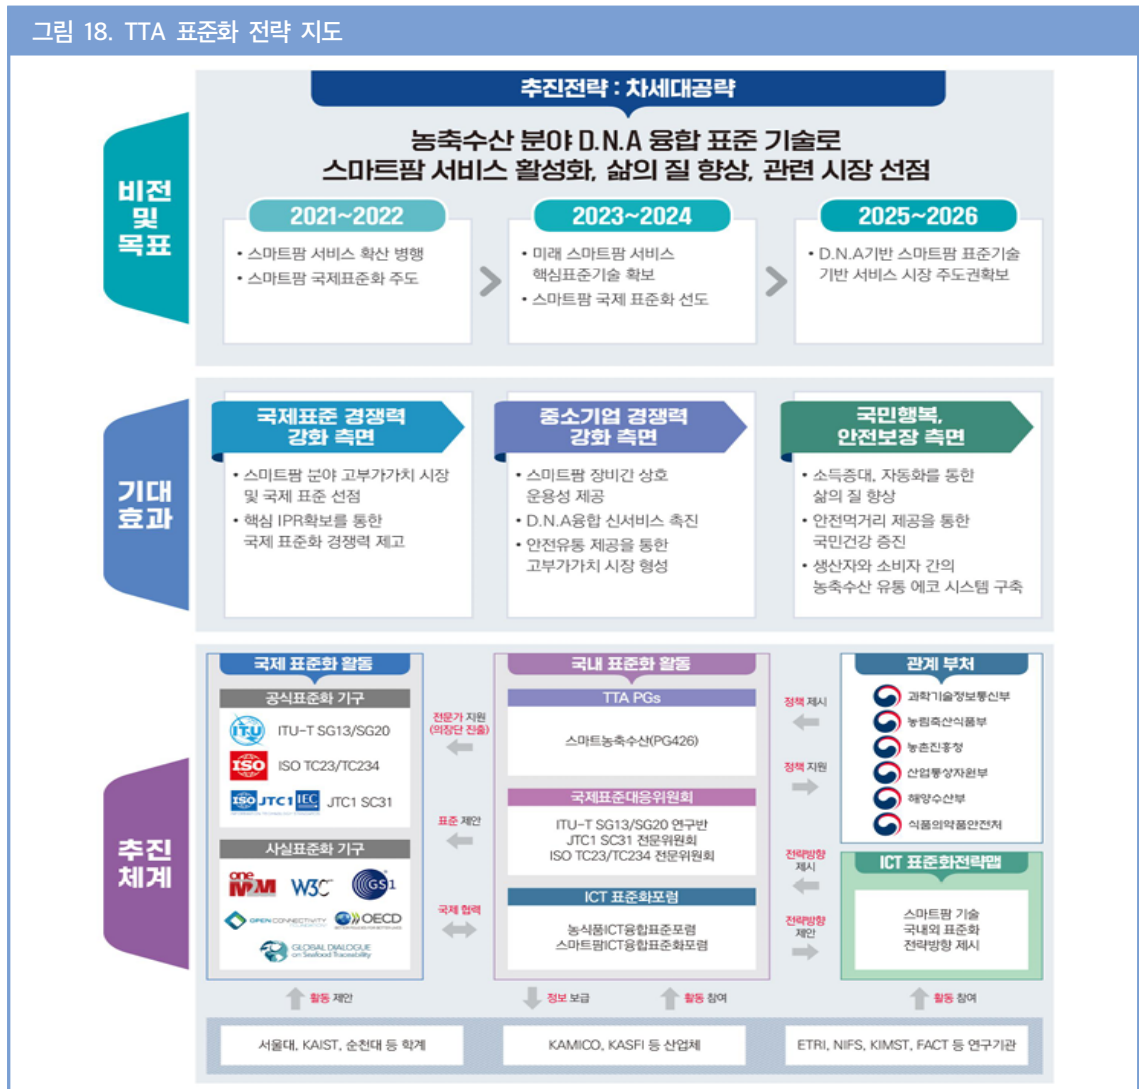 그림 18. TTA 표준화 전략 지도
추진전략 : 차세대공략
농축수산 분야 D.N.A 융합 표준 기술로
스마트팜 서비스 활성화, 삶의 질 향상, 관련 시장 선점
비전
및
목표
2021~2022
• 스마트팜 서비스 확산 병행
• 스마트팜 국제표준화 주도
2023~2024
• 미래 스마트팜 서비스
핵심표준기술 확보
• 스마트팜 국제 표준화 선도
2025~2026
• D.N.A기반 스마트팜 표준기술
기반 서비스 시장 주도권확보
기대
효과
국제표준 경쟁력
강화 측면
• 스미트팜 분야 고부가가치 시장
및 국제 표준 선점
• 핵심 IPR확보를 통한
국제 표준화 경쟁력 제고
중소기업 경쟁력
강화 측면
• 스미트팜 장비간 상호
운용성 제공
• D.N.A융합 신서비스 촉진
• 안전유통 제공을 통한
고부가가치 시장 형성
국민행복,
안전보장 측면
• 소득증대, 자동화를 통한
삶의 질 향상
• 안전먹거리 제공을 통한
국민건강 증진
• 생산자와 소비자 간의
농축수산 유통 에코 시스템 구축
추진
체계
국제 표준화 활동
공식표준화 기구
ITU
ITU-T SG13/SG20
ISO
ISO TC23/TC234
ISO JTC1 IEC
JTC1 SC31
사실표준화 기구
one M2M
W3C
GS1
OPEN CONNECTIVITY
FOUNDATION
OECD
BETTER POLICIES FOR BETTER LIVES
GLOBAL DIALOGUE
on Seafood Traceability
전문가 지원
(의장단 진출)
표준 제안
국제 협력
국내 표준화 활동
TTA PGs
스마트농축수산(PG426)
국제표준대응위원회
ITU-T SG13/SG20 연구반
JTC1 SC31 전문위원회
ISO TC23/TC234 전문위원회
ICT 표준화포럼
농식품ICT융합표준포럼
스마트팜ICT융합표준화포럼
정책 제시
정책 지원
전략방향
제시
전략방향
제안
관계 부처
과학기술정보통신부
농림축산식품부
농촌진흥청
산업통상자원부
해양수산부
식품의약품안전처
ICT 표준화전략맵
스마트팜 기술
국내외 표준화
전략방향 제시
활동 제안
정보 보급
활동 참여
활동 참여
서울대, KAIST, 순천대 등 학계
KAMICO, KASFI 등 산업체
ETRI, NIFS, KIMST, FACT 등 연구기관